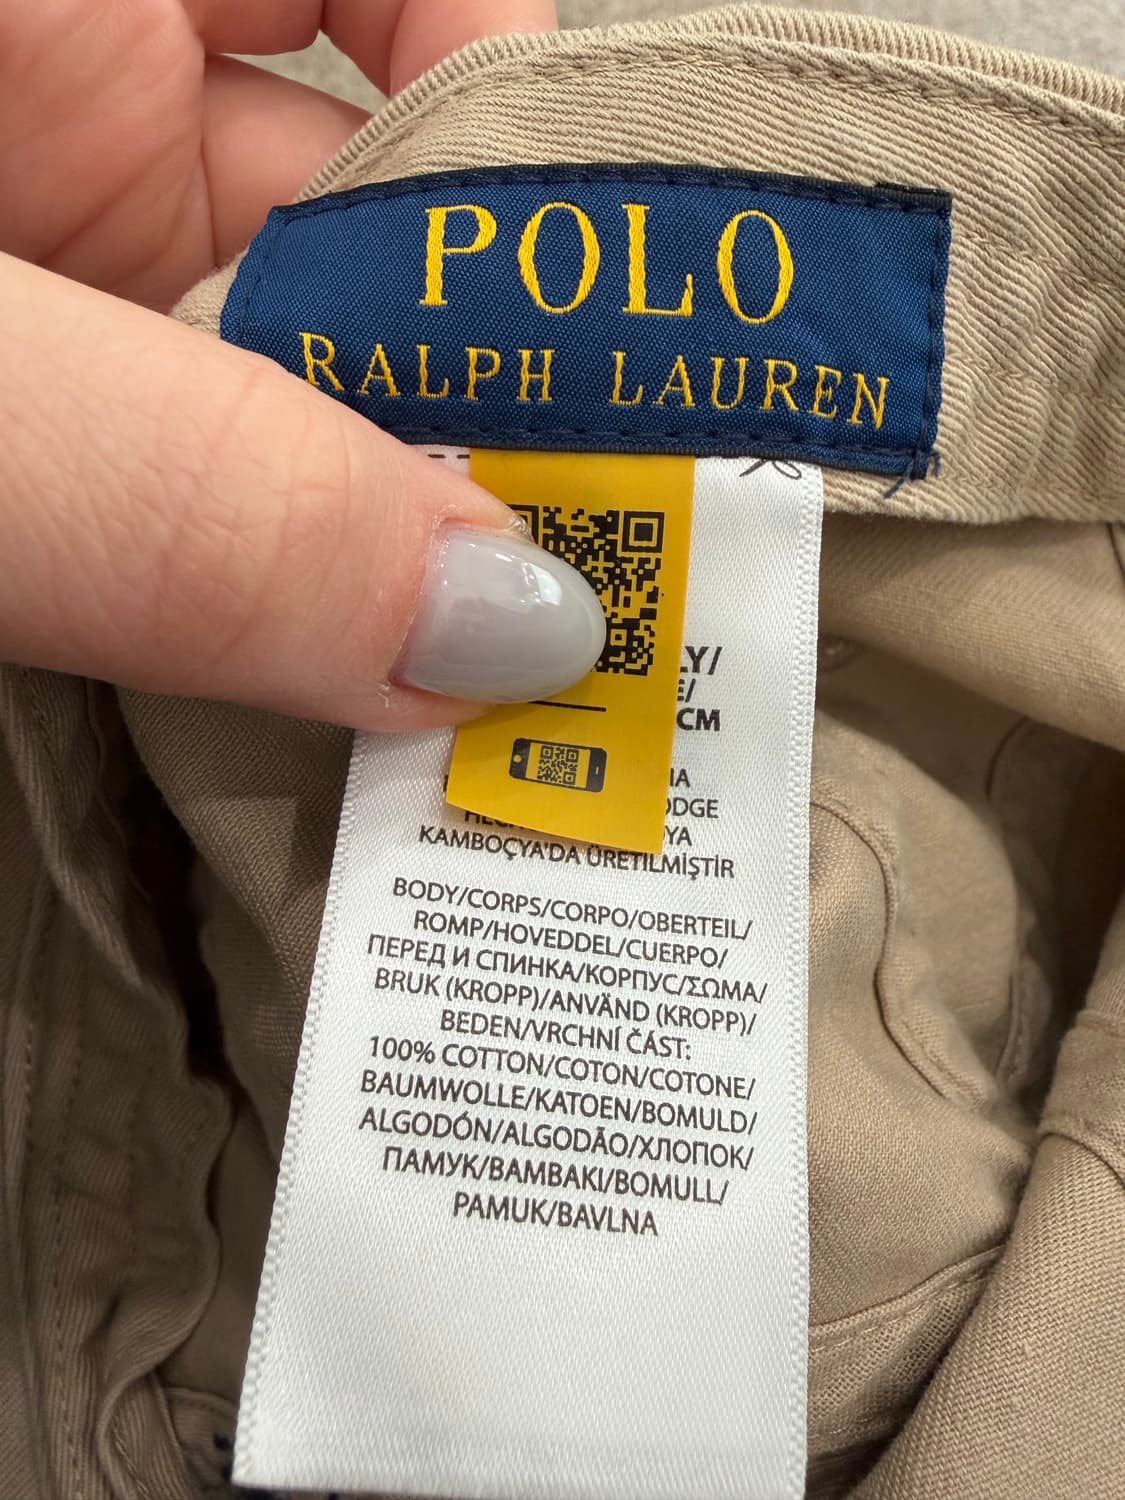 POLO
RALPH LAUREN
CM
KAMBOÇYA'DA ÜRETILMIŞTIR
BODY/CORPS/CORPO/OBERTEIL/
ROMP/HOVEDDEL/CUERPO/
ПЕРЕД И СПИНКА/КОРПУС/ΣΩΜΑ/
BRUK (KROPP)/ANVÄND (KROPP)/
BEDEN/VRCHNÍ ČÁST:
100% COTTON/COTON/COTONE/
BAUMWOLLE/KATOEN/BOMULD/
ALGODÓN/ALGODÃO/ХЛОПОК/
ПАМУК/ΒΑΜΒΑΚΙ/BOMULL/
PAMUK/BAVLNA